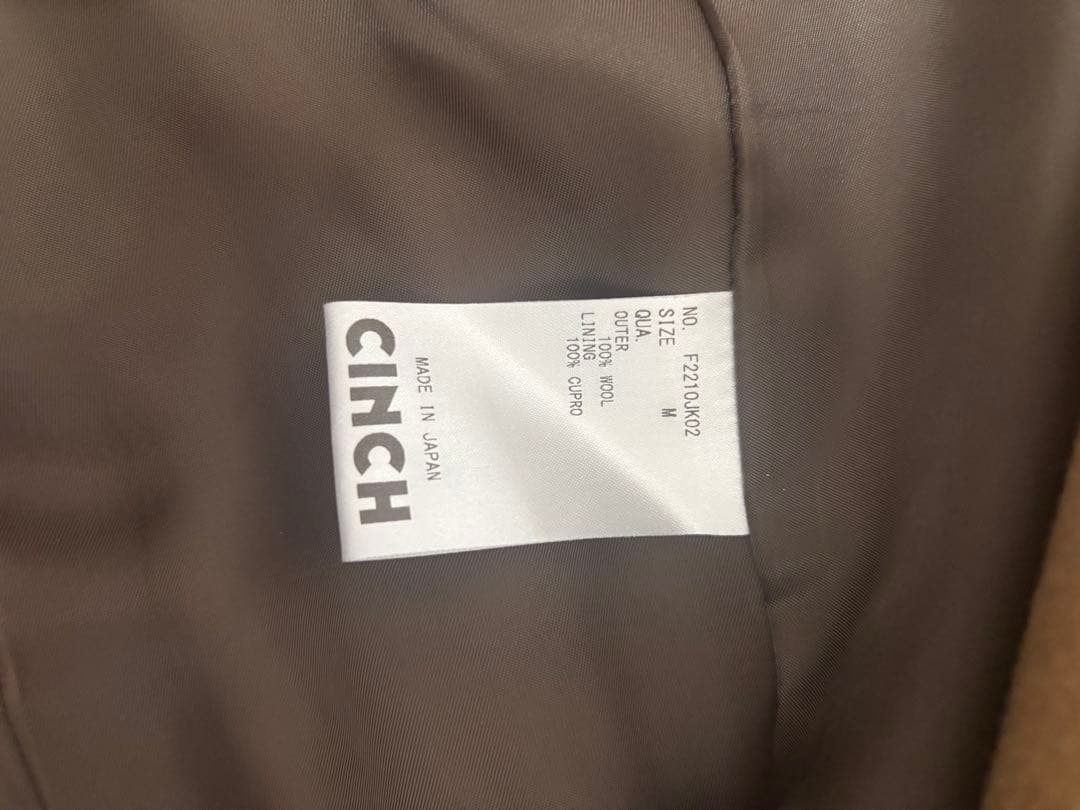 NO. F2210JK02
SIZE M
QUA.
OUTER
100% WOOL
LINING
100% CUPRO
MADE IN JAPAN
CINCH